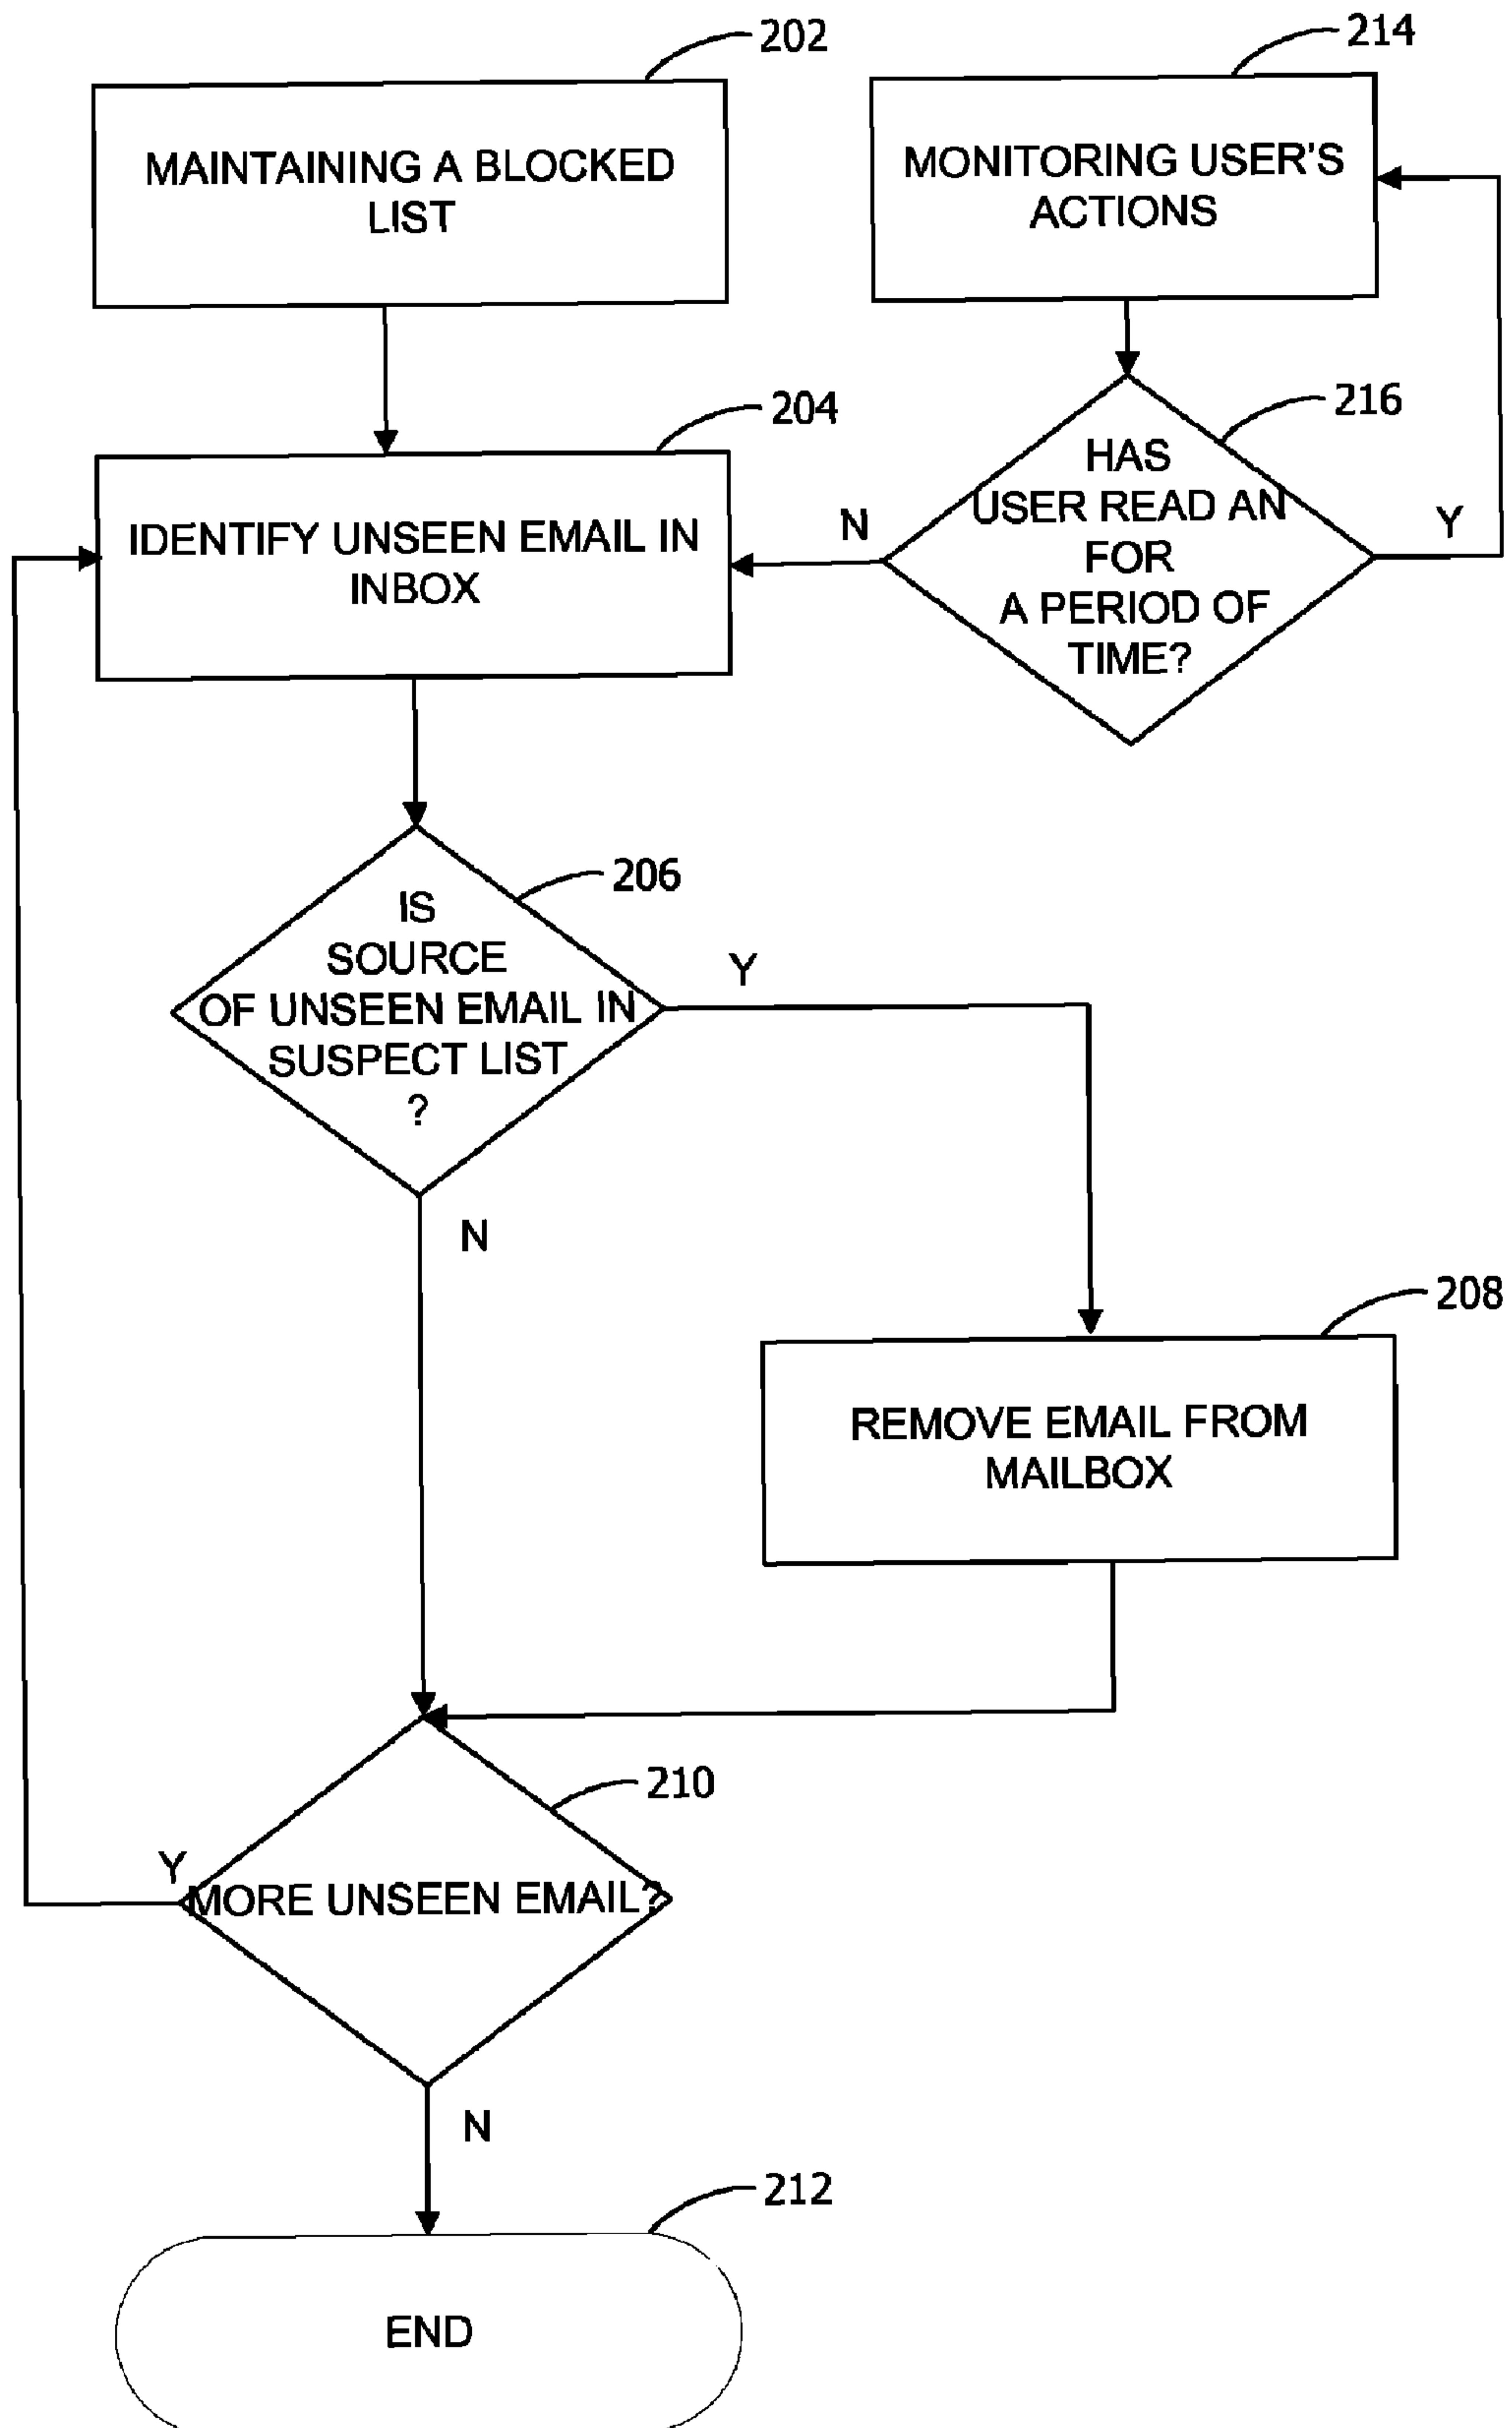 202
MAINTAINING A BLOCKED
LIST
214
MONITORING USER'S
ACTIONS
204
IDENTIFY UNSEEN EMAIL IN
INBOX
216
HAS
USER READ AN
FOR
A PERIOD OF
TIME?
N
Y
206
IS
SOURCE
OF UNSEEN EMAIL IN
SUSPECT LIST
?
Y
N
208
REMOVE EMAIL FROM
MAILBOX
210
MORE UNSEEN EMAIL?
Y
N
212
END